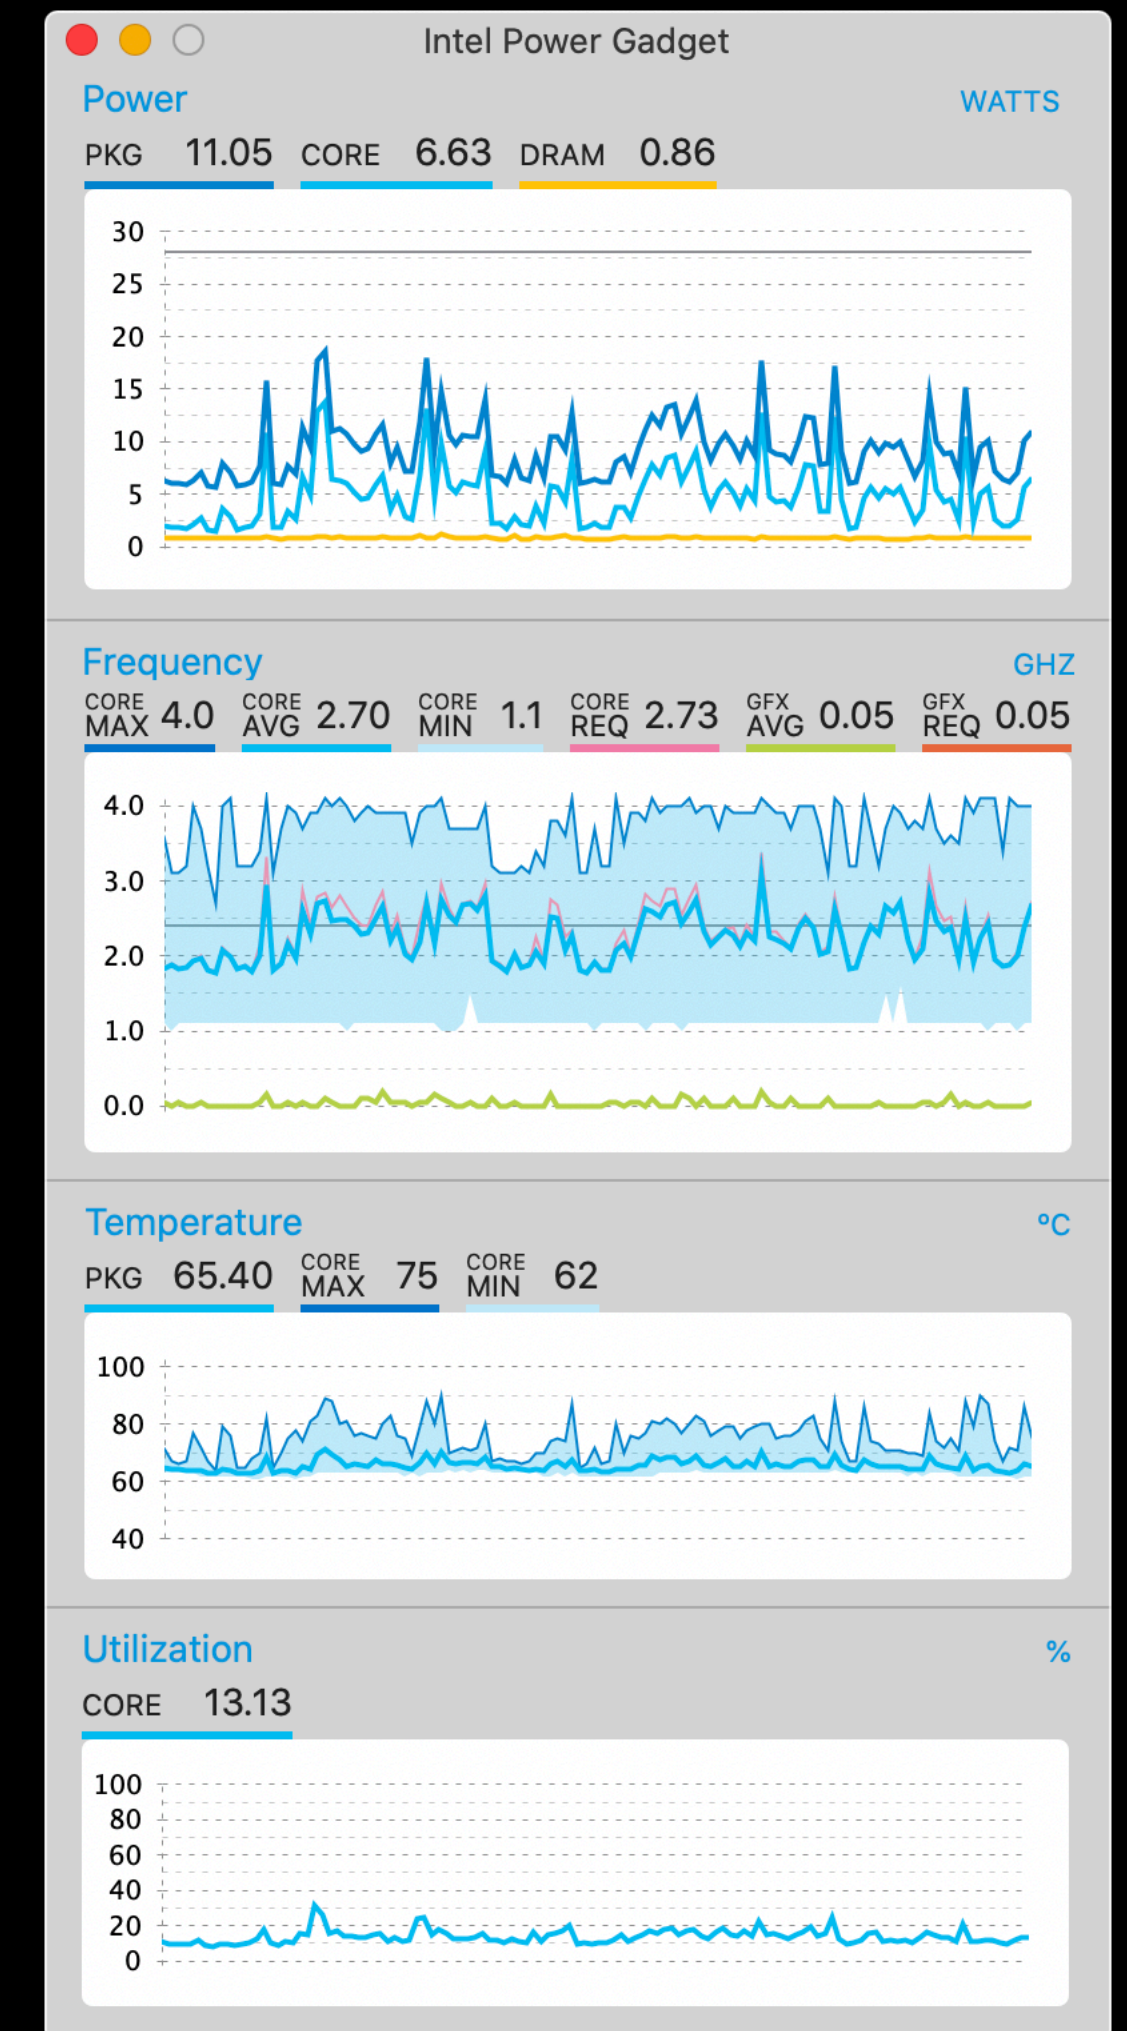 Intel Power Gadget
Power WATTS
PKG 11.05 CORE 6.63 DRAM 0.86
30
25
20
15
10
5
0
Frequency GHZ
CORE MAX 4.0 CORE AVG 2.70 CORE MIN 1.1 CORE REQ 2.73 GFX AVG 0.05 GFX REQ 0.05
4.0
3.0
2.0
1.0
0.0
Temperature ºC
PKG 65.40 CORE MAX 75 CORE MIN 62
100
80
60
40
Utilization %
CORE 13.13
100
80
60
40
20
0